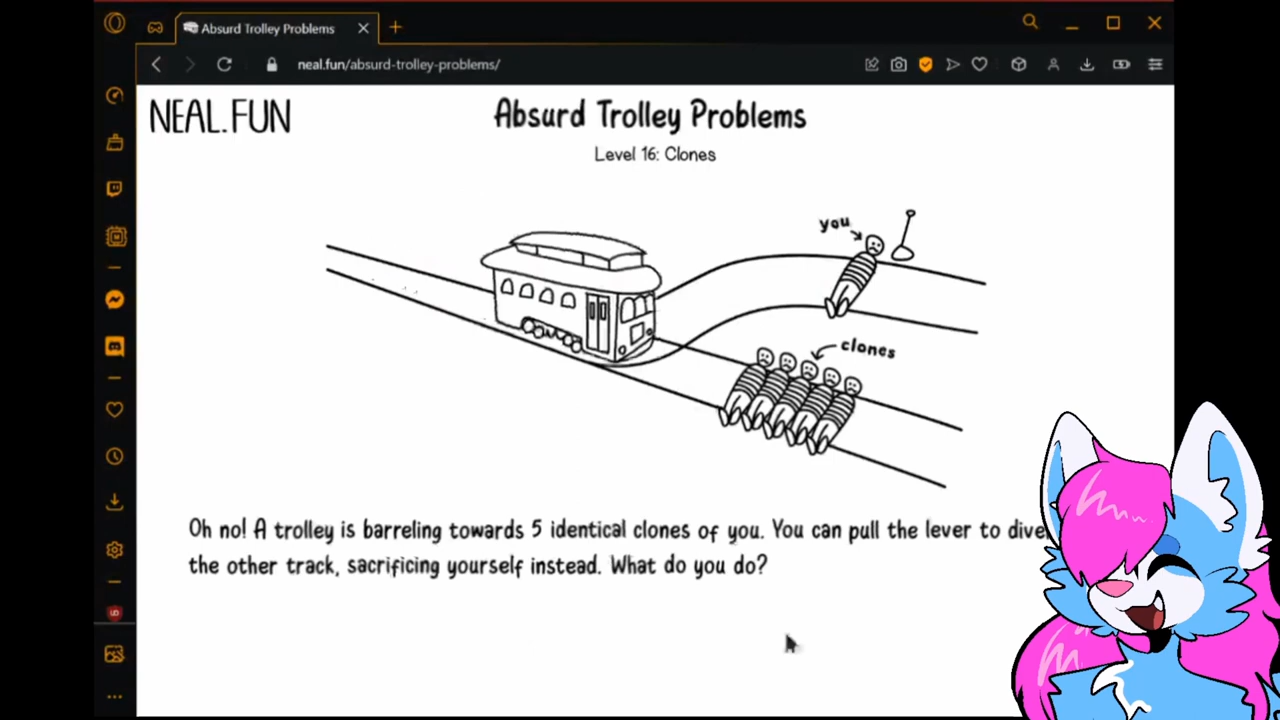 Absurd Trolley Problems
neal.fun/absurd-trolley-problems/
NEAL.FUN
Absurd Trolley Problems
Level 16: Clones
you
clones
Oh no! A trolley is barreling towards 5 identical clones of you. You can pull the lever to
the other track, sacrificing yourself instead. What do you do?